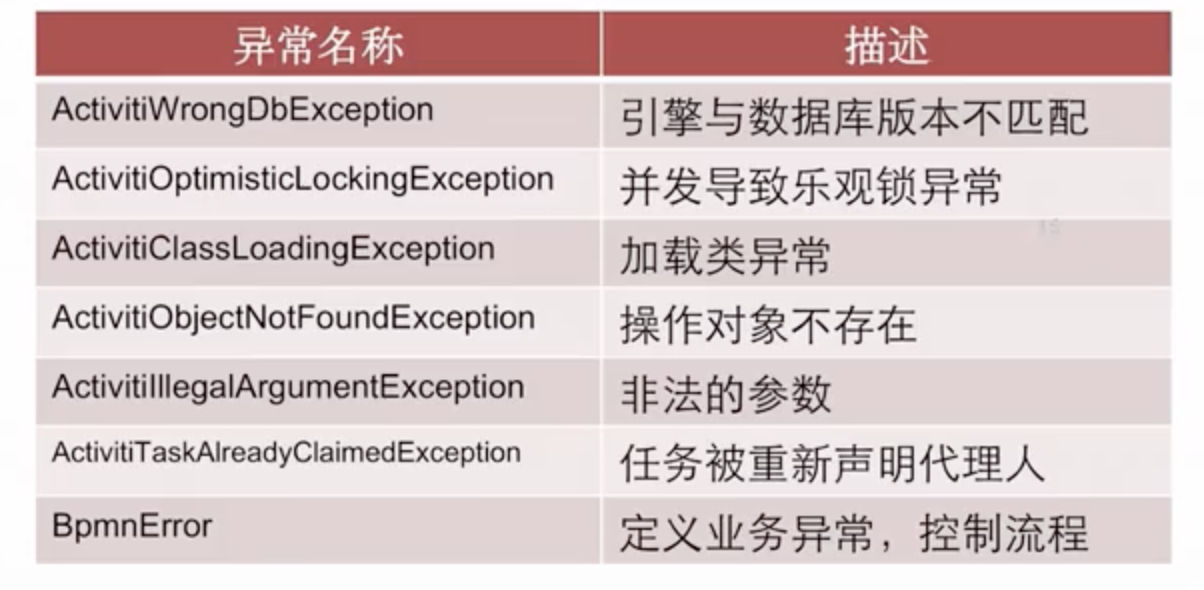 异常名称 描述
ActivitiWrongDbException 引擎与数据库版本不匹配
ActivitiOptimisticLockingException 并发导致乐观锁异常
ActivitiClassLoadingException 加载类异常
ActivitiObjectNotFoundException 操作对象不存在
ActivitiIllegalArgumentException 非法的参数
ActivitiTaskAlreadyClaimedException 任务被重新声明代理人
BpmnError 定义业务异常，控制流程